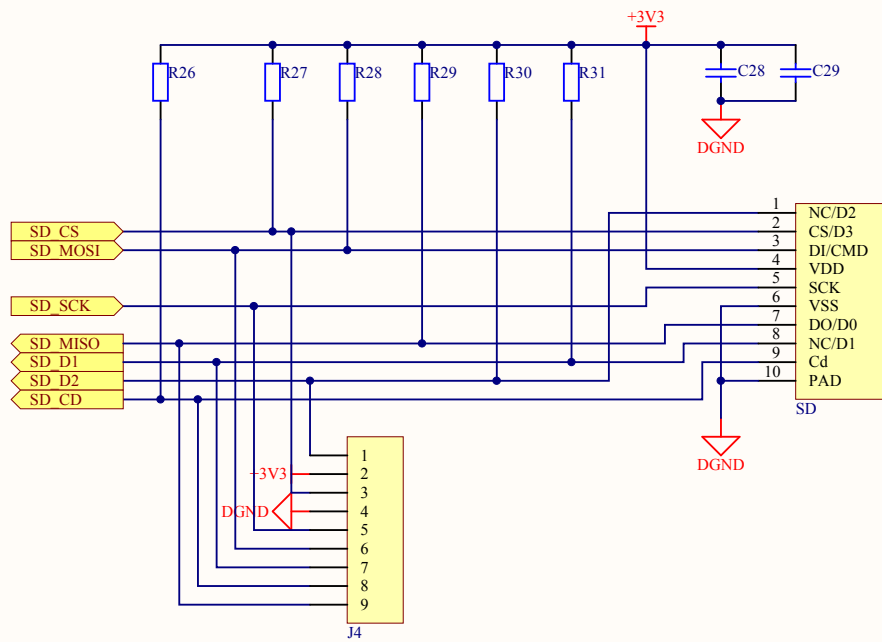 +3V3
R26 R27 R28 R29 R30 R31 C28 C29
DGND
SD_CS
SD_MOSI
SD_SCK
SD_MISO
SD_D1
SD_D2
SD_CD
1 NC/D2
2 CS/D3
3 DI/CMD
4 VDD
5 SCK
6 VSS
7 DO/D0
8 NC/D1
9 Cd
10 PAD
SD
DGND
1
+3V3 2
3
DGND 4
5
6
7
8
9
J4